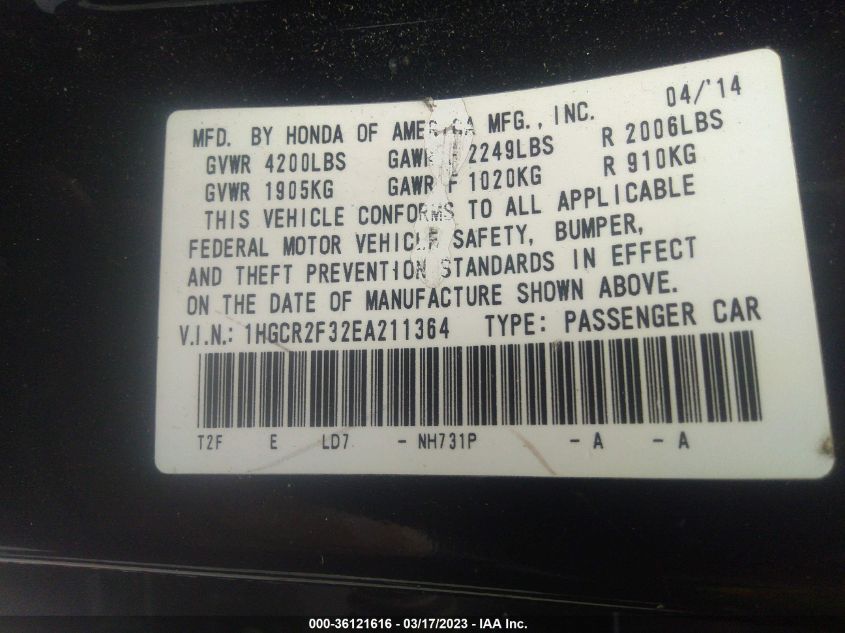 04/'14
MFD. BY HONDA OF AMERICA MFG., INC.
GVWR 4200LBS GAWR F 2249LBS R 2006LBS
GVWR 1905KG GAWR F 1020KG R 910KG
THIS VEHICLE CONFORMS TO ALL APPLICABLE
FEDERAL MOTOR VEHICLE SAFETY, BUMPER,
AND THEFT PREVENTION STANDARDS IN EFFECT
ON THE DATE OF MANUFACTURE SHOWN ABOVE.
V.I.N.: 1HGCR2F32EA211364 TYPE: PASSENGER CAR
T2F E LD7 - NH731P - A - A
000-36121616 - 03/17/2023 - IAA Inc.